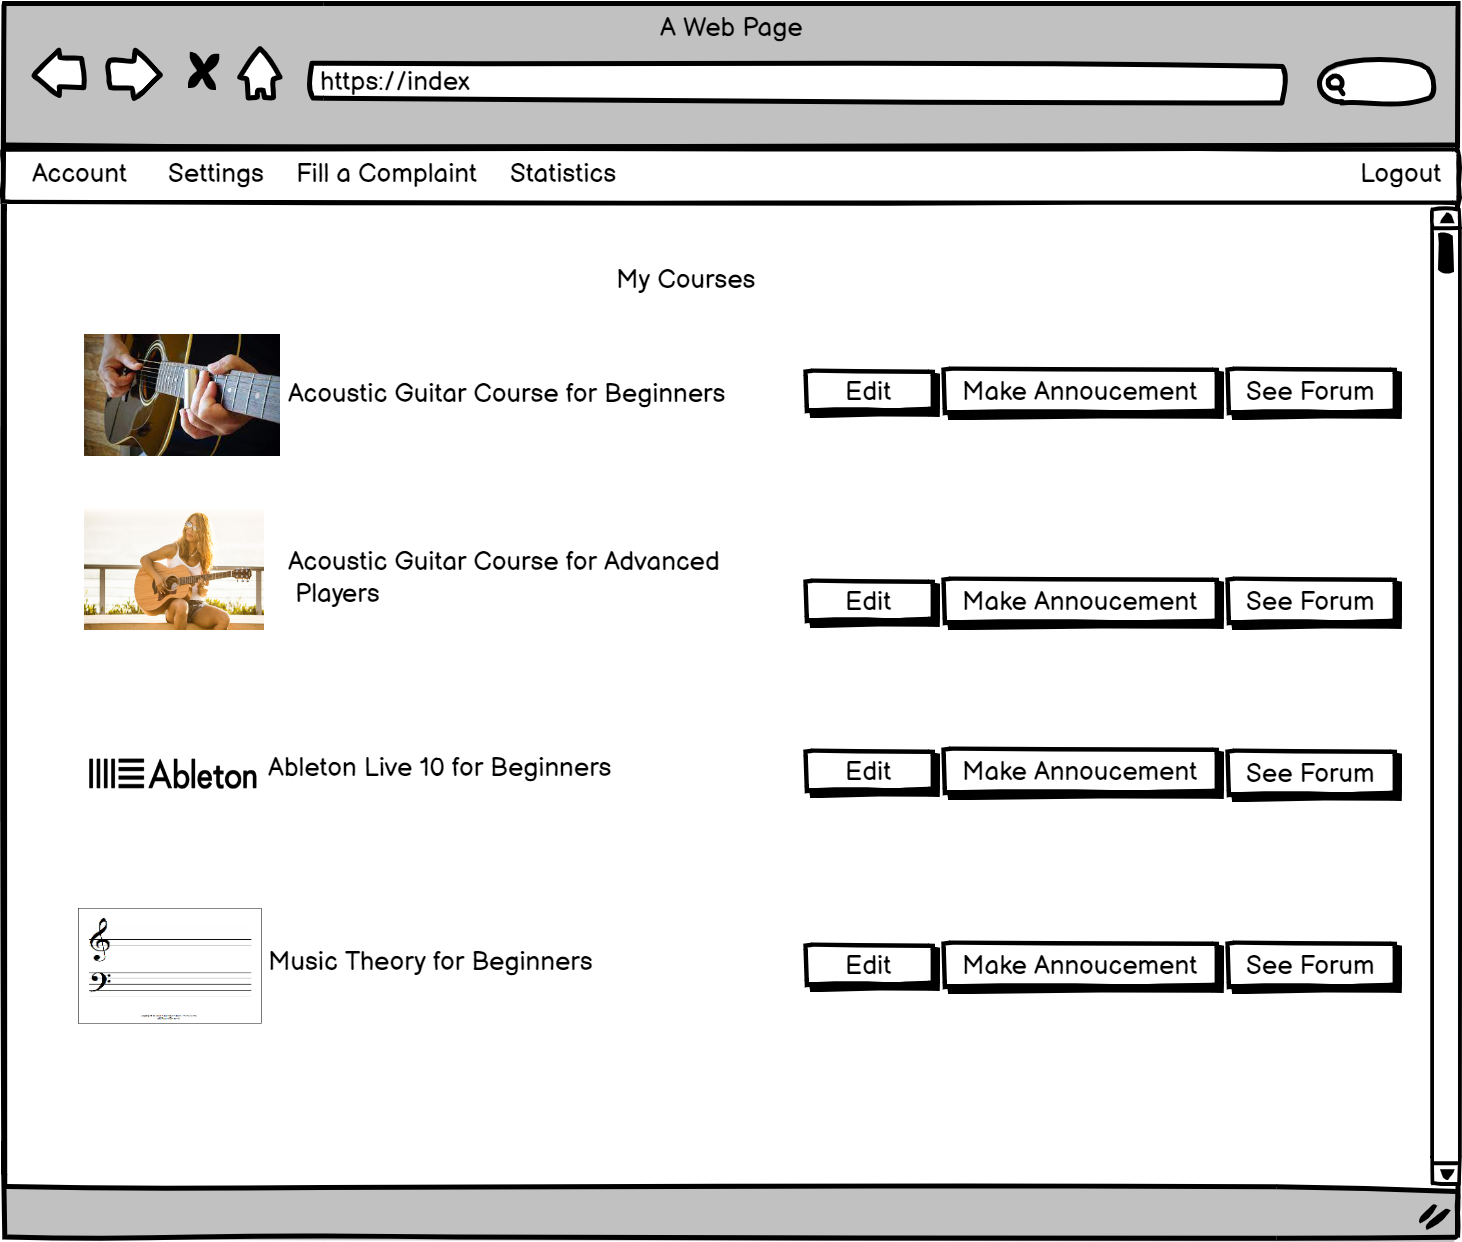 A Web Page
https://index
Account Settings Fill a Complaint Statistics Logout
My Courses
Acoustic Guitar Course for Beginners
Edit Make Annoucement See Forum
Acoustic Guitar Course for Advanced
Players
Edit Make Annoucement See Forum
Ableton
Ableton Live 10 for Beginners
Edit Make Annoucement See Forum
Music Theory for Beginners
Edit Make Annoucement See Forum